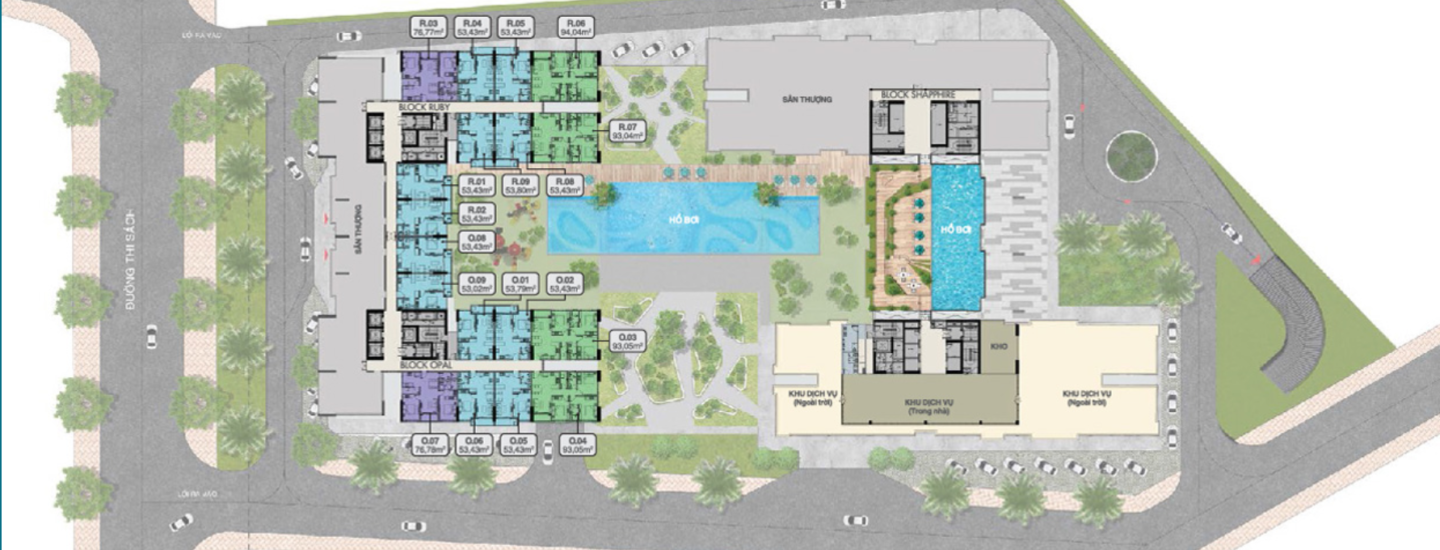 R.03
76,77m²
R.04
53,43m²
R.05
53,43m²
R.06
94,04m²
LỐI RA VÀO
BLOCK RUBY
SÂN THƯỢNG
BLOCK SHAPPHIRE
R.07
93,04m²
R.01
53,43m²
R.09
53,80m²
R.08
53,43m²
R.02
53,43m²
HỒ BƠI
HỒ BƠI
SÂN THƯỢNG
ĐƯỜNG THI SÁCH
O.08
53,43m²
O.09
53,02m²
O.01
53,79m²
O.02
53,43m²
O.03
93,05m²
KHO
BLOCK OPAL
KHU DỊCH VỤ
(Ngoài trời)
KHU DỊCH VỤ
(Trong nhà)
KHU DỊCH VỤ
(Ngoài trời)
O.07
76,78m²
O.06
53,43m²
O.05
53,43m²
O.04
93,05m²
LỐI RA VÀO